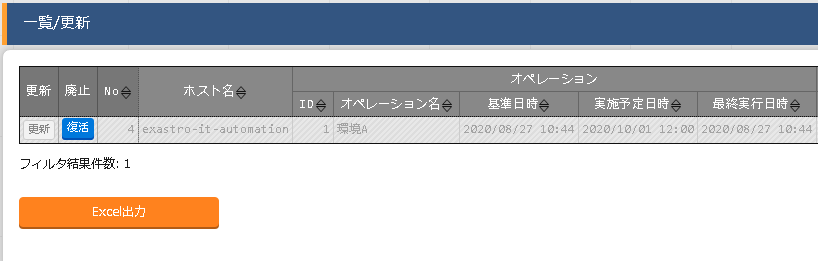 一覧/更新
オペレーション
更新 廃止 No ホスト名
ID オペレーション名 基準日時 実施予定日時 最終実行日時
更新 復活 4 exastro-it-automation 1 環境A 2020/08/27 10:44 2020/10/01 12:00 2020/08/27 10:44
フィルタ結果件数: 1
Excel出力